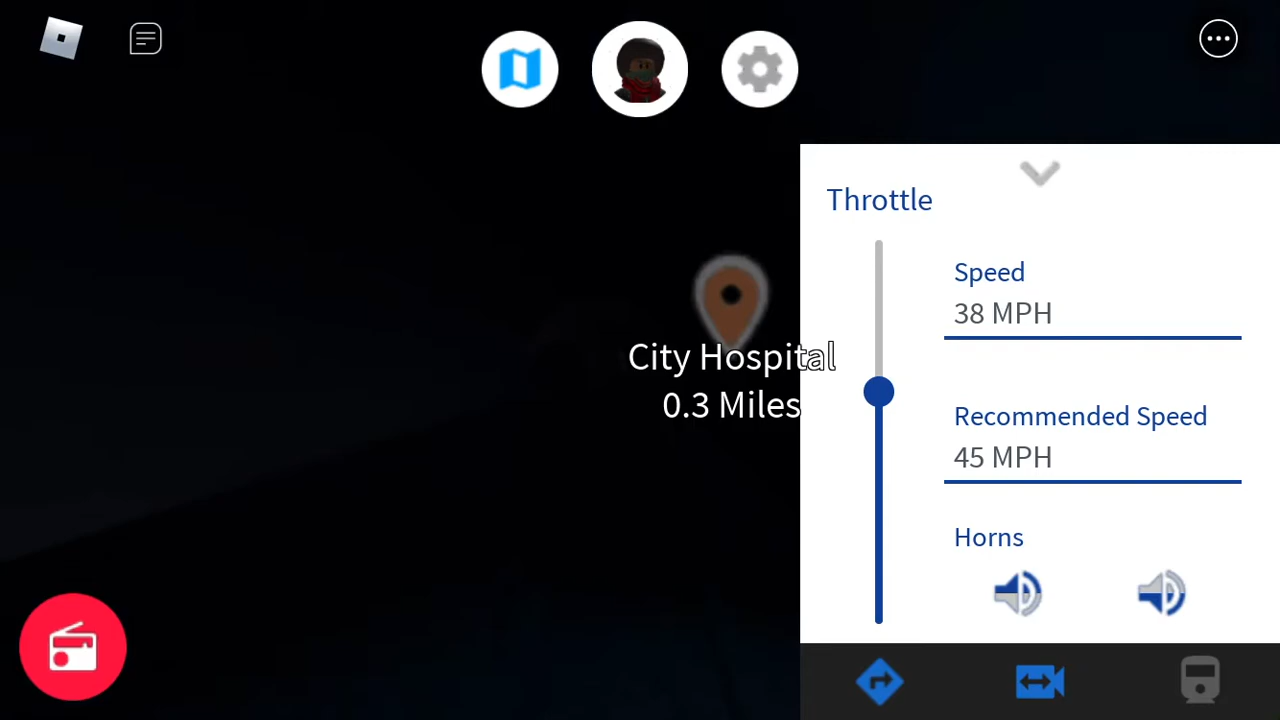 Throttle
Speed
38 MPH
City Hospital
0.3 Miles
Recommended Speed
45 MPH
Horns